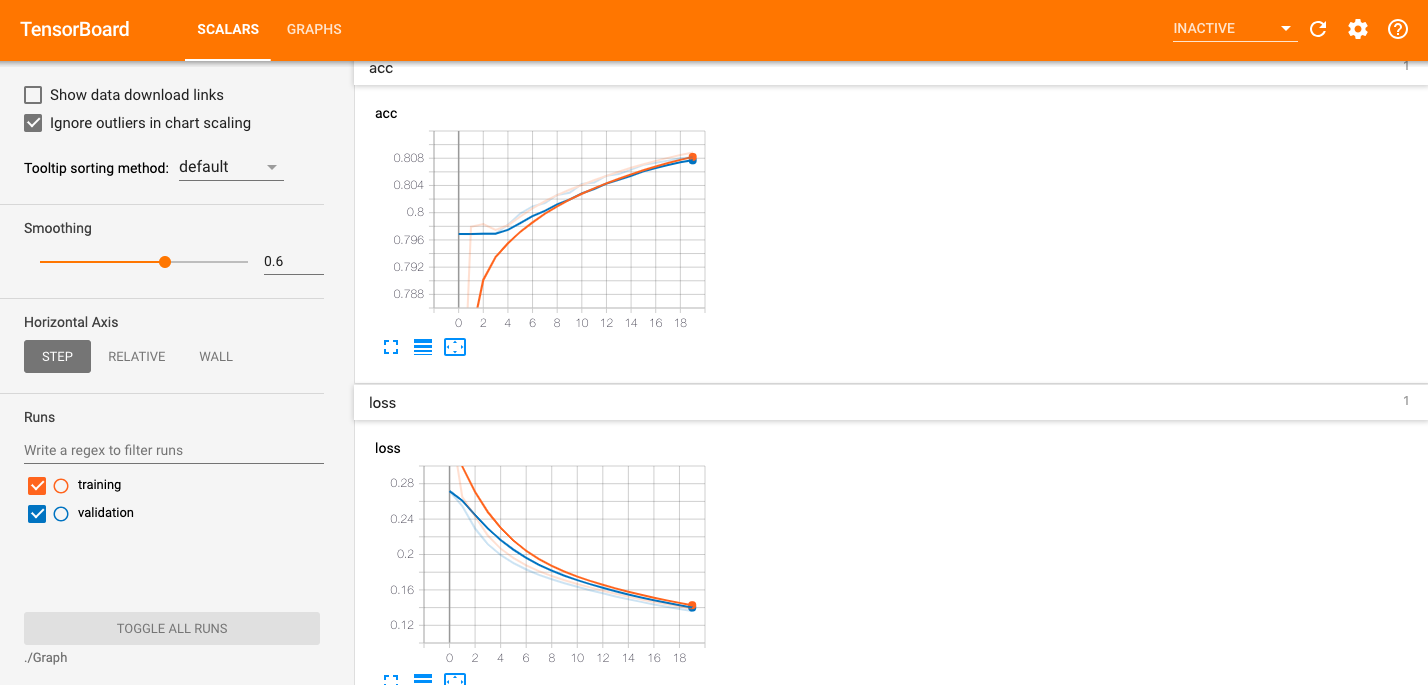 TensorBoard
SCALARS GRAPHS
INACTIVE
Show data download links
Ignore outliers in chart scaling
Tooltip sorting method: default
Smoothing
0.6
Horizontal Axis
STEP RELATIVE WALL
Runs
Write a regex to filter runs
training
validation
TOGGLE ALL RUNS
./Graph
acc 1
acc
0.808
0.804
0.8
0.796
0.792
0.788
0 2 4 6 8 10 12 14 16 18
loss 1
loss
0.28
0.24
0.2
0.16
0.12
0 2 4 6 8 10 12 14 16 18